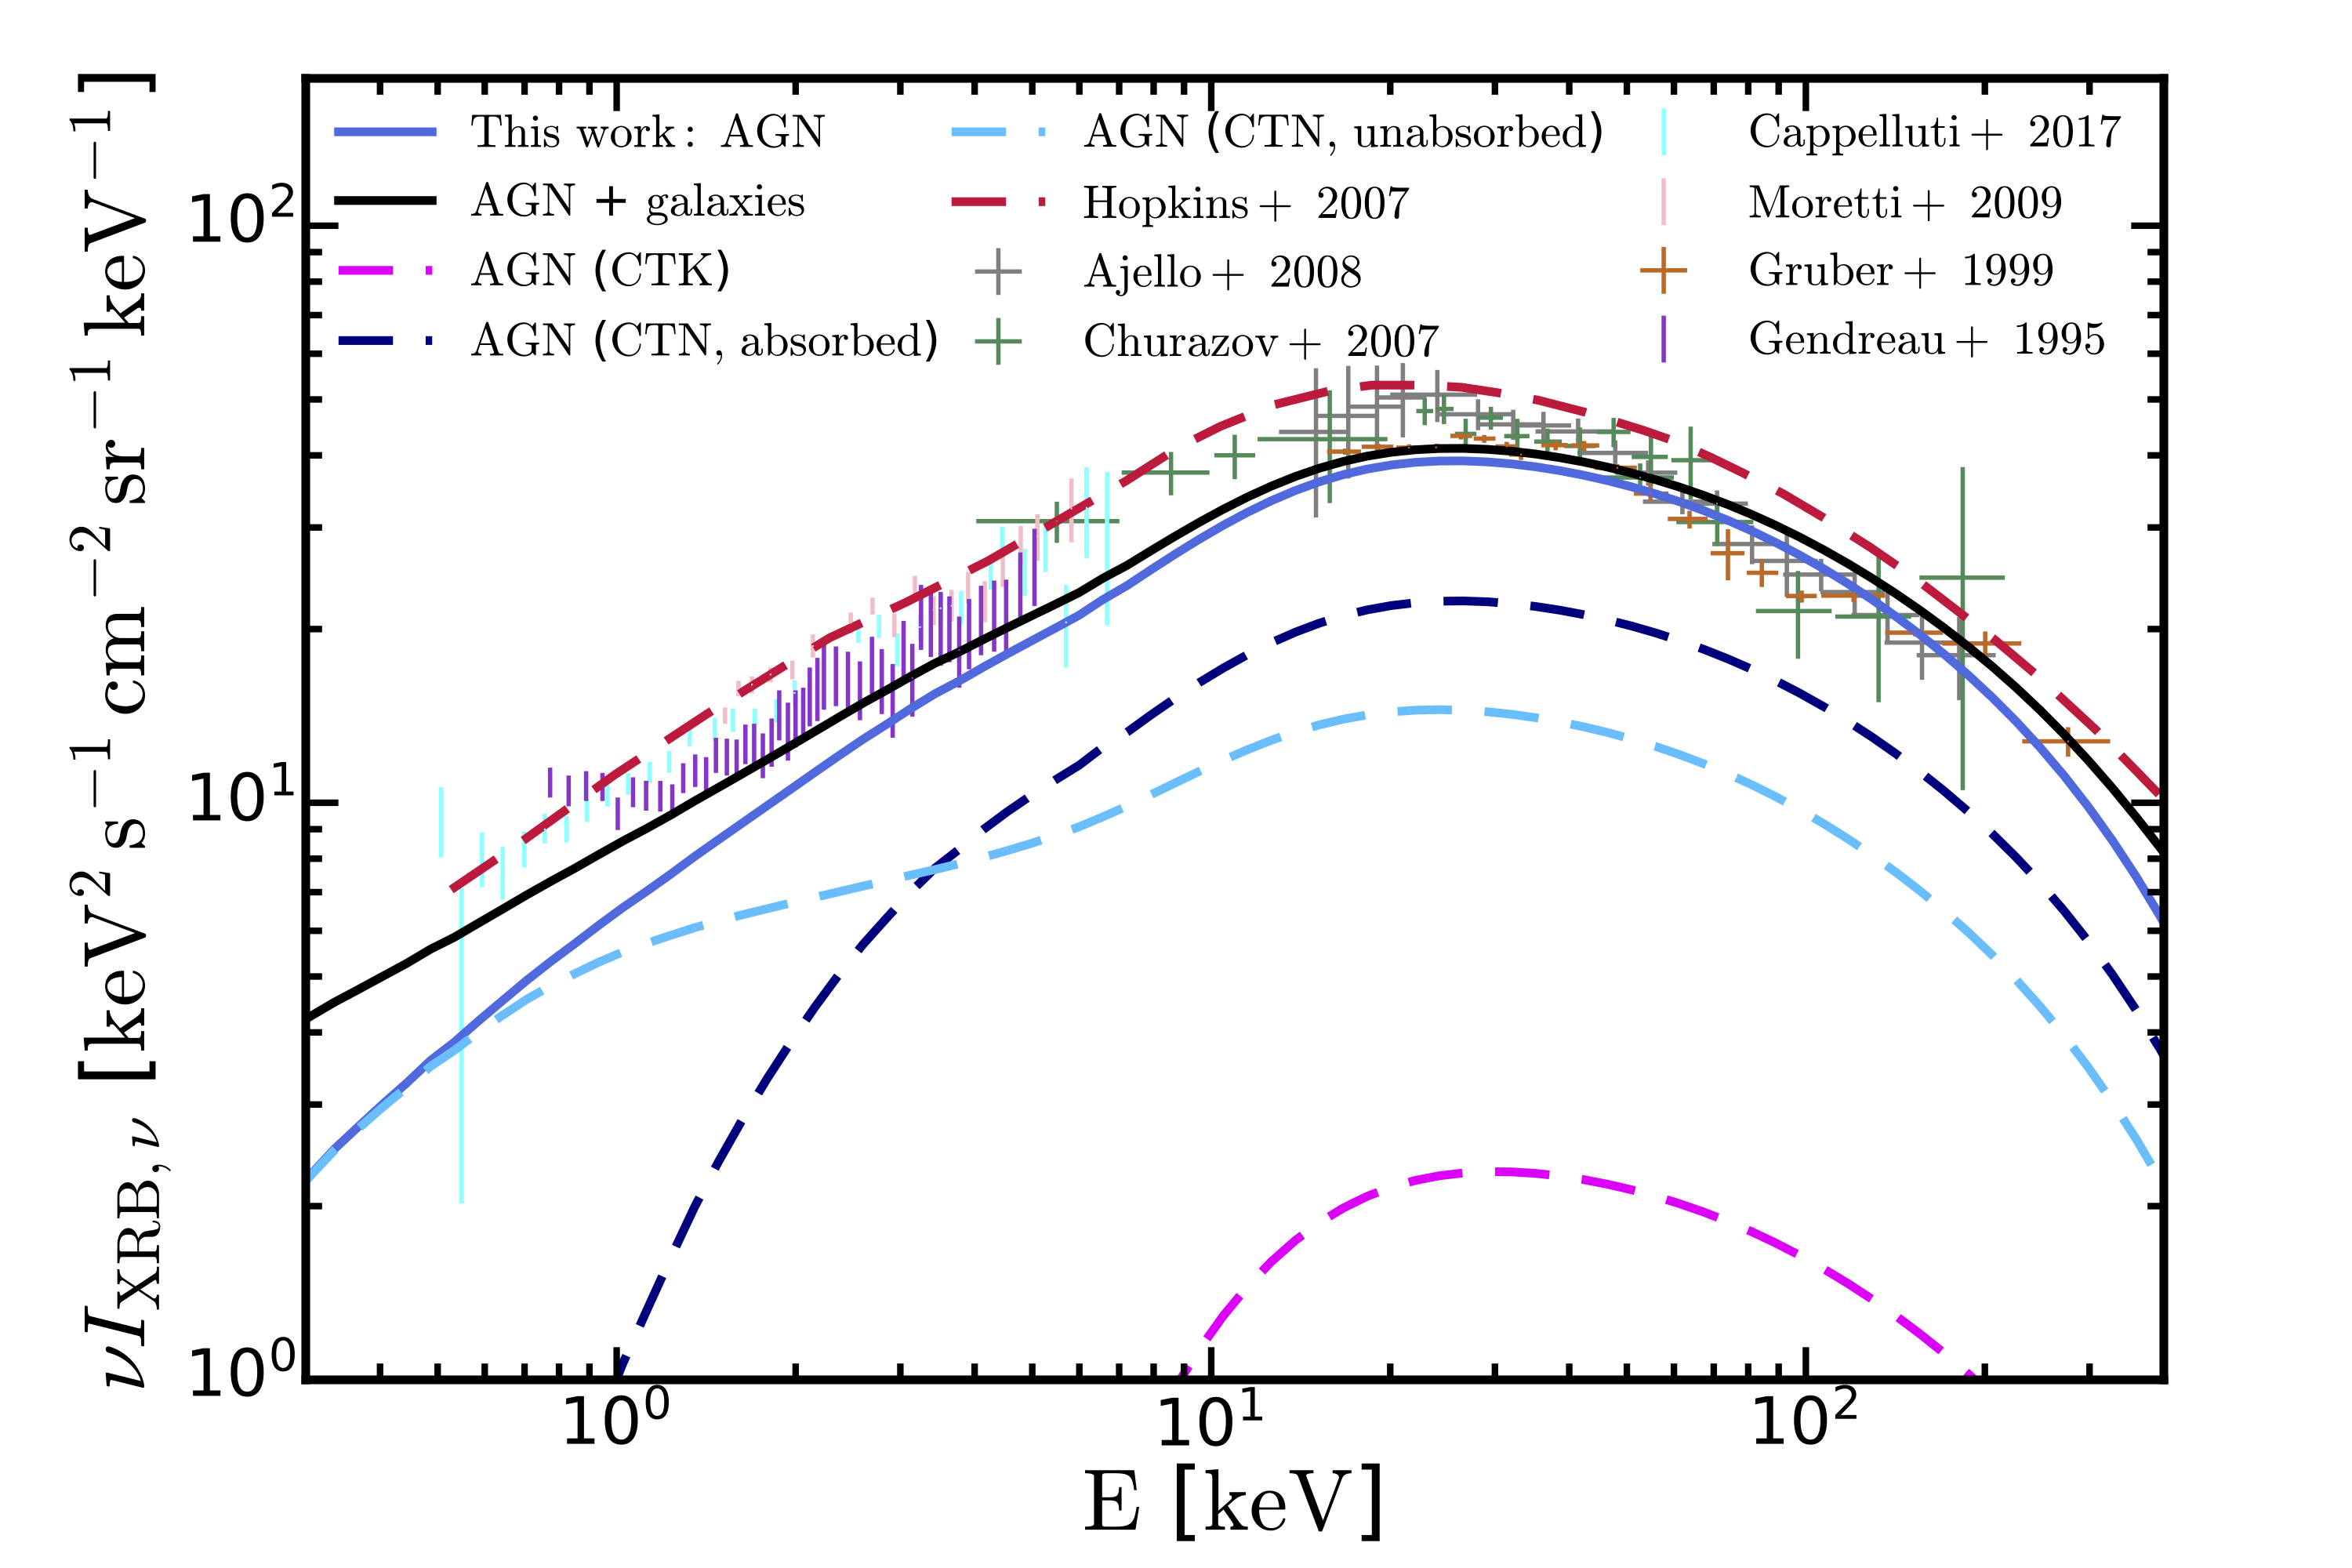 This work : AGN
AGN + galaxies
AGN (CTK)
AGN (CTN, absorbed)
AGN (CTN, unabsorbed)
Hopkins + 2007
Ajello + 2008
Churazov + 2007
Cappelluti + 2017
Moretti + 2009
Gruber + 1999
Gendreau + 1995
νI_XRB, ν [keV² s⁻¹ cm⁻² sr⁻¹ keV⁻¹]
10²
10¹
10⁰
10⁰ 10¹ 10²
E [keV]